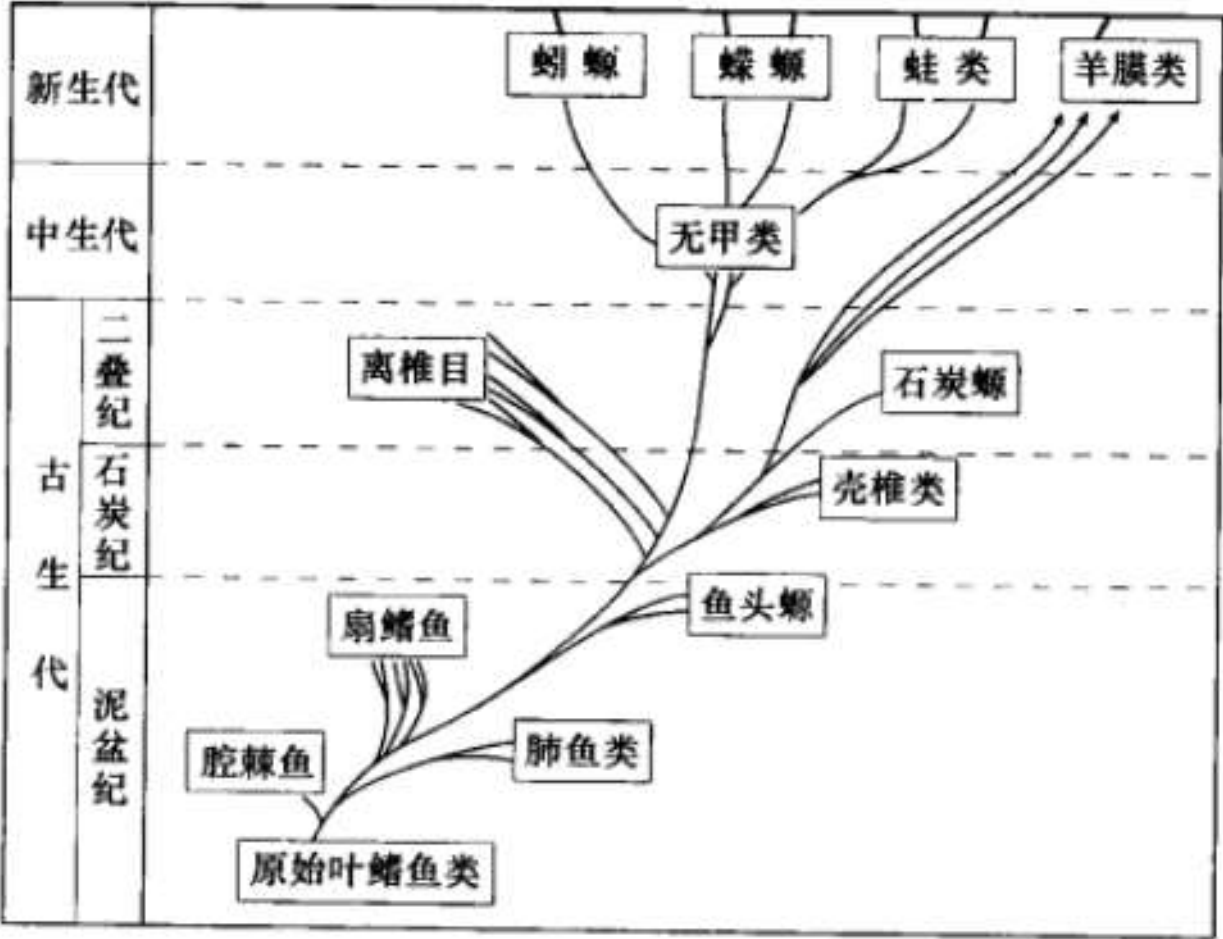 新生代
中生代
古生代
二叠纪
石炭纪
泥盆纪
蚓螈
蝾螈
蛙类
羊膜类
无甲类
离椎目
石炭螈
壳椎类
鱼头螈
扇鳍鱼
腔棘鱼
肺鱼类
原始叶鳍鱼类